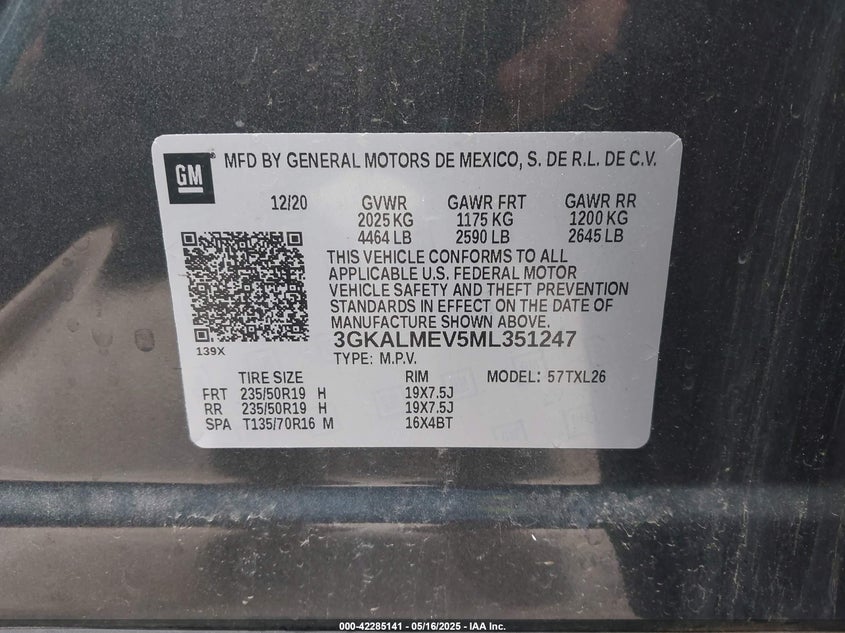 GM
MFD BY GENERAL MOTORS DE MEXICO, S. DE R.L. DE C.V.
12/20 GVWR GAWR FRT GAWR RR
2025 KG 1175 KG 1200 KG
4464 LB 2590 LB 2645 LB
THIS VEHICLE CONFORMS TO ALL
APPLICABLE U.S. FEDERAL MOTOR
VEHICLE SAFETY AND THEFT PREVENTION
STANDARDS IN EFFECT ON THE DATE OF
MANUFACTURE SHOWN ABOVE.
139X
3GKALMEV5ML351247
TYPE: M.P.V.
TIRE SIZE RIM MODEL: 57TXL26
FRT 235/50R19 H 19X7.5J
RR 235/50R19 H 19X7.5J
SPA T135/70R16 M 16X4BT
000-42285141 - 05/16/2025 - IAA Inc.